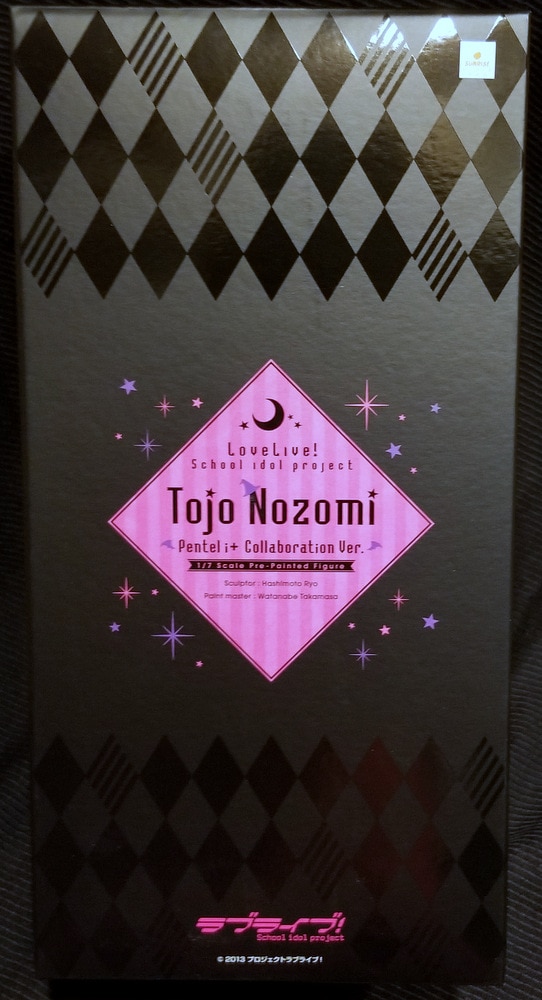 LoveLive!
School idol project
Tojo Nozomi
Pentel i+ Collaboration Ver.
1/7 Scale Pre-Painted Figure
Sculptor : Hashimoto Ryo
Paint master : Watanabe Takamasa
ラブライブ!
School idol project
© 2013 プロジェクトラブライブ!